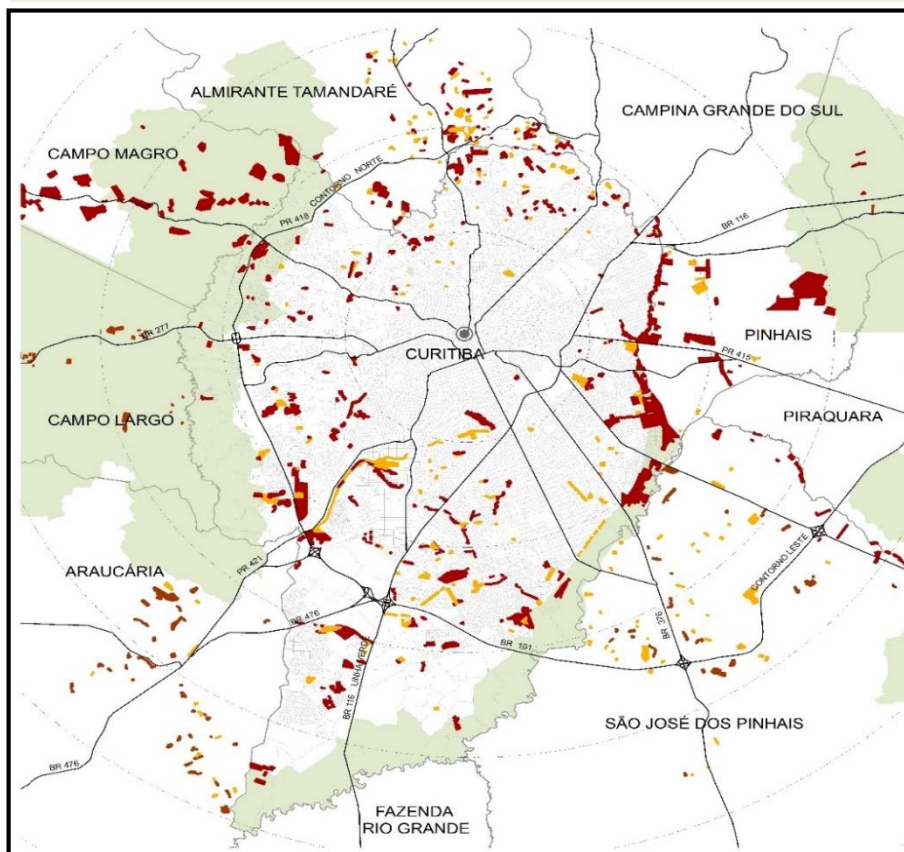 ALMIRANTE TAMANDARÉ
CAMPINA GRANDE DO SUL
CAMPO MAGRO
CONTORNO NORTE
PR 418
BR 116
BR 277
CURITIBA
PINHAIS
PR 415
CAMPO LARGO
PIRAQUARA
ARAUCÁRIA
PR 421
CONTORNO LESTE
BR 476
BR 101
BR 376
LINHA VERDE
BR 116
SÃO JOSÉ DOS PINHAIS
BR 476
FAZENDA
RIO GRANDE